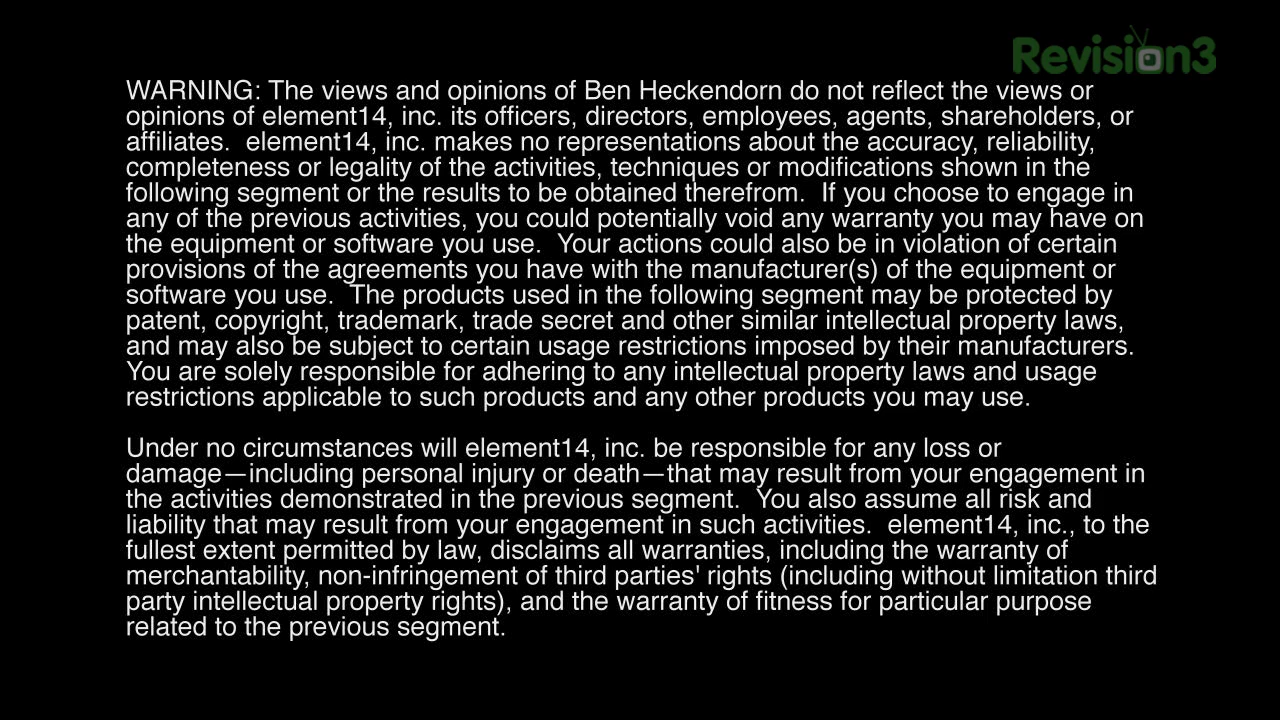 Revision3
WARNING: The views and opinions of Ben Heckendorn do not reflect the views or
opinions of element14, inc. its officers, directors, employees, agents, shareholders, or
affiliates.  element14, inc. makes no representations about the accuracy, reliability,
completeness or legality of the activities, techniques or modifications shown in the
following segment or the results to be obtained therefrom.  If you choose to engage in
any of the previous activities, you could potentially void any warranty you may have on
the equipment or software you use.  Your actions could also be in violation of certain
provisions of the agreements you have with the manufacturer(s) of the equipment or
software you use.  The products used in the following segment may be protected by
patent, copyright, trademark, trade secret and other similar intellectual property laws,
and may also be subject to certain usage restrictions imposed by their manufacturers.
You are solely responsible for adhering to any intellectual property laws and usage
restrictions applicable to such products and any other products you may use.
Under no circumstances will element14, inc. be responsible for any loss or
damage—including personal injury or death—that may result from your engagement in
the activities demonstrated in the previous segment.  You also assume all risk and
liability that may result from your engagement in such activities.  element14, inc., to the
fullest extent permitted by law, disclaims all warranties, including the warranty of
merchantability, non-infringement of third parties' rights (including without limitation third
party intellectual property rights), and the warranty of fitness for particular purpose
related to the previous segment.